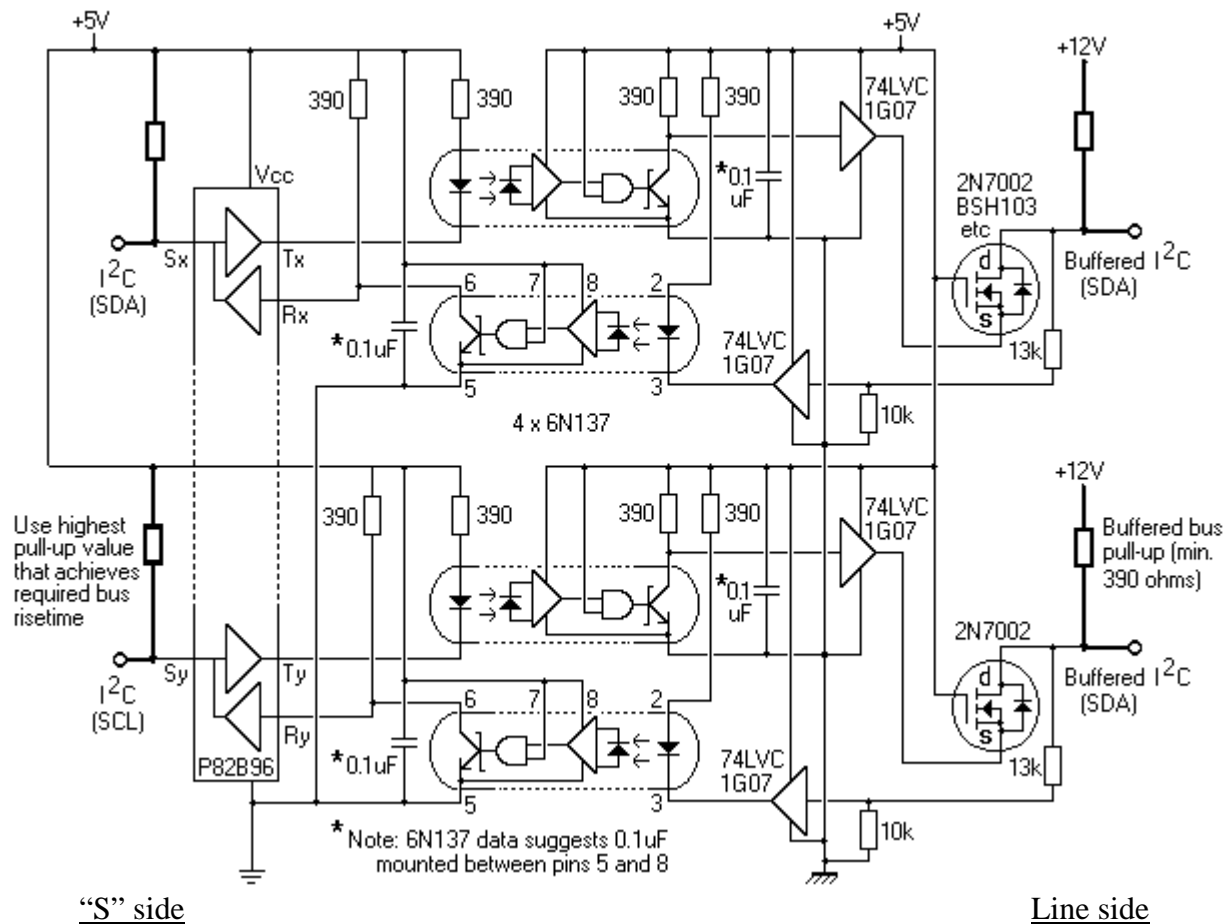 +5V
+5V
+12V
390
390
390
390
74LVC
1G07
*0.1
uF
Vcc
2N7002
BSH103
etc
Sx
Tx
I²C
(SDA)
Rx
d
s
Buffered I²C
(SDA)
6
7
8
2
*0.1uF
5
3
74LVC
1G07
13k
10k
4 x 6N137
+12V
390
390
390
390
74LVC
1G07
Use highest
pull-up value
that achieves
required bus
risetime
*0.1
uF
Buffered bus
pull-up (min.
390 ohms)
2N7002
Sy
Ty
I²C
(SCL)
Ry
d
s
Buffered I²C
(SDA)
6
7
8
2
P82B96
*0.1uF
5
3
74LVC
1G07
13k
10k
*Note: 6N137 data suggests 0.1uF
mounted between pins 5 and 8
“S” side
Line side